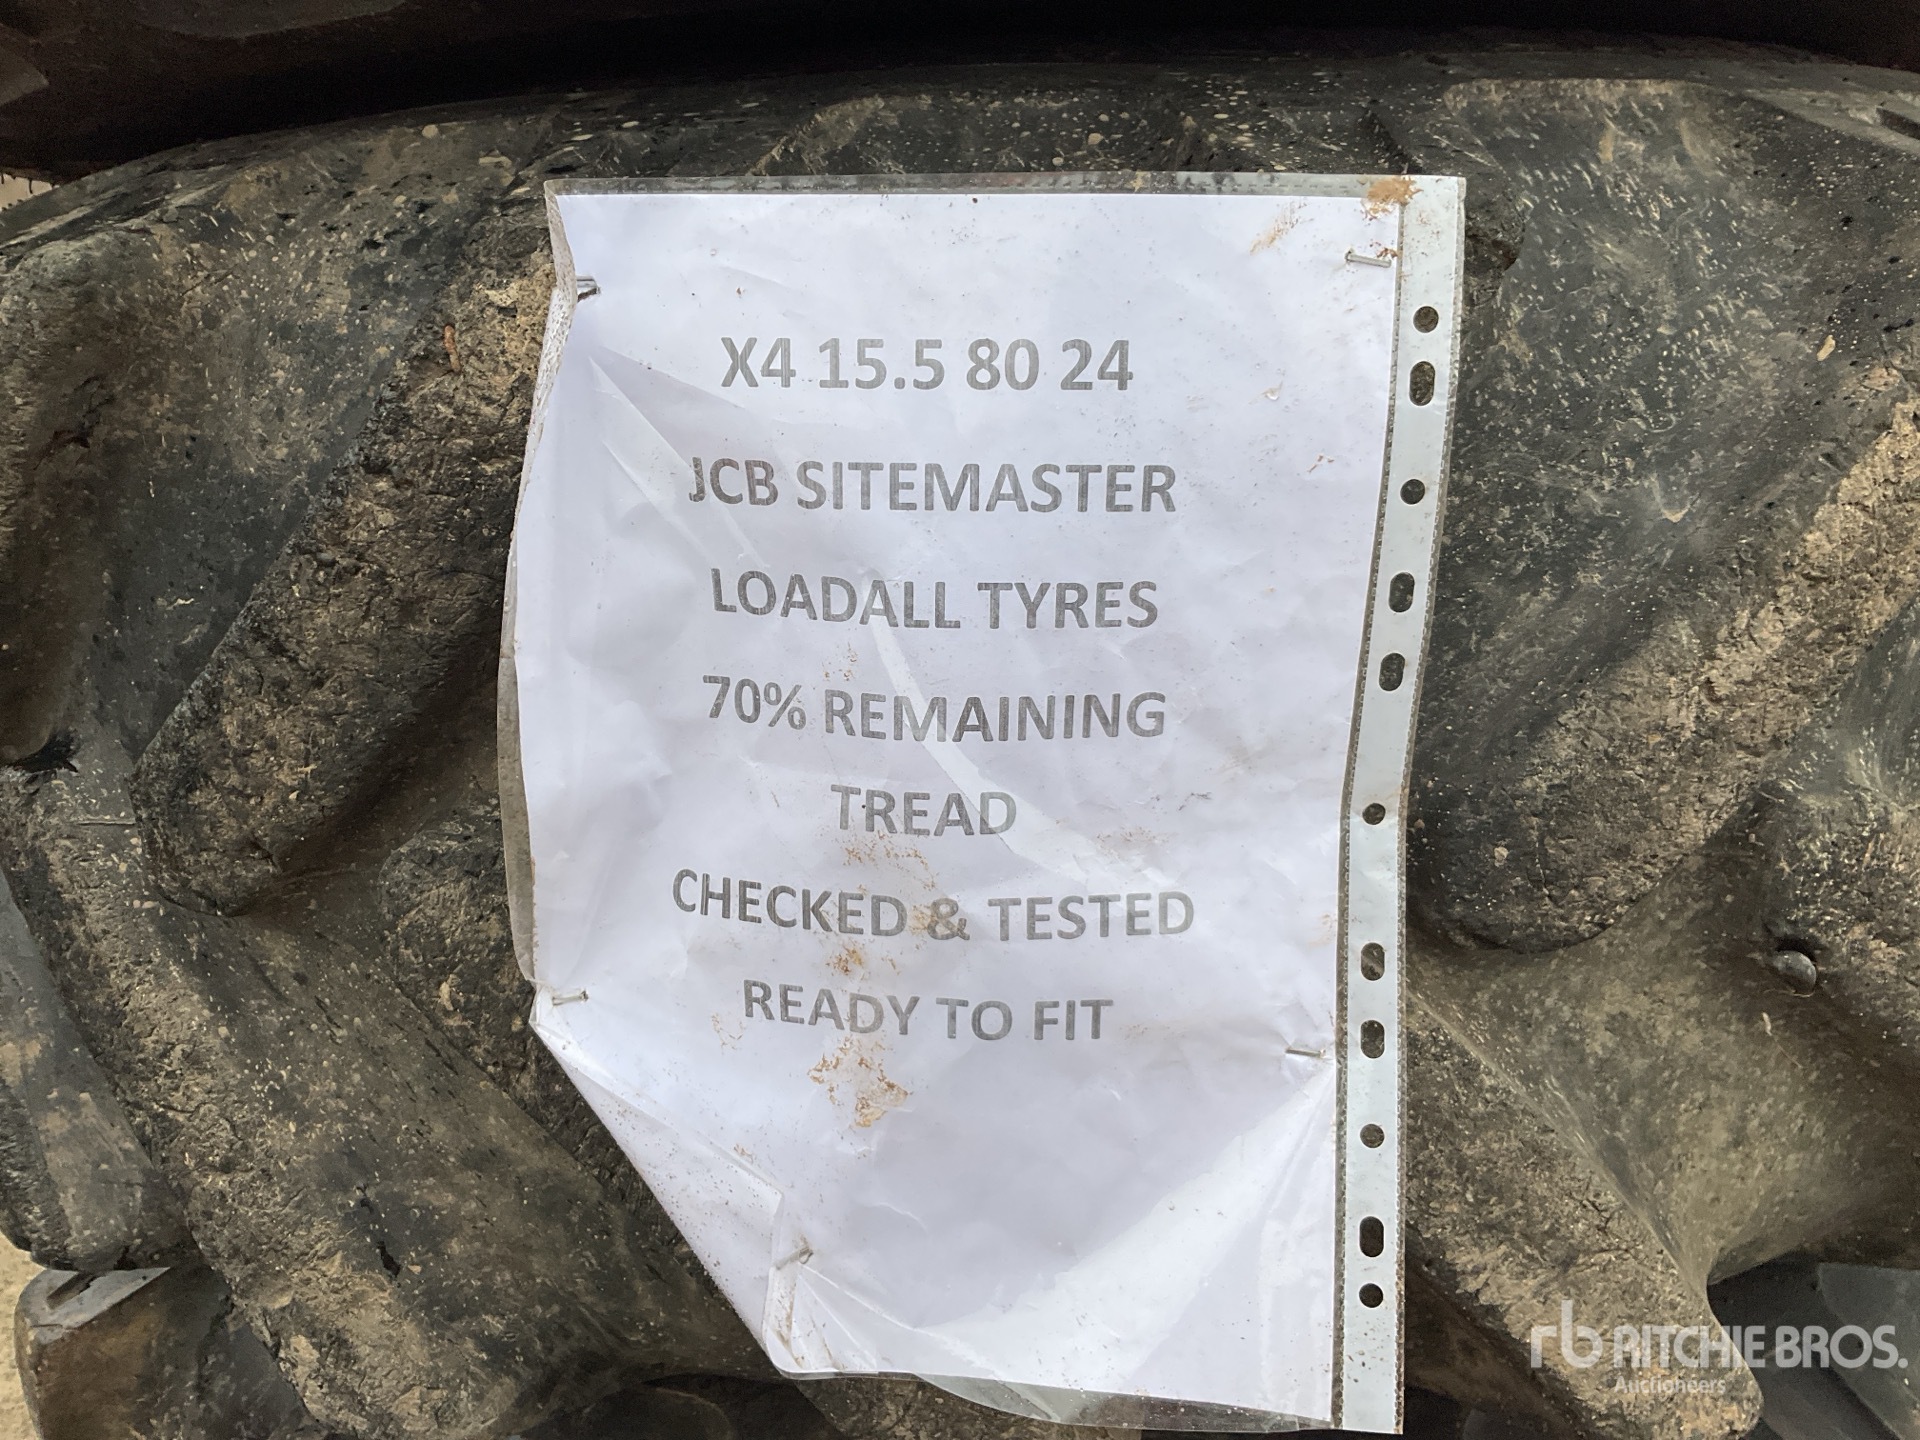 X4 15.5 80 24
JCB SITEMASTER
LOADALL TYRES
70% REMAINING
TREAD
CHECKED & TESTED
READY TO FIT
rb RITCHIE BROS.
Auctioneers